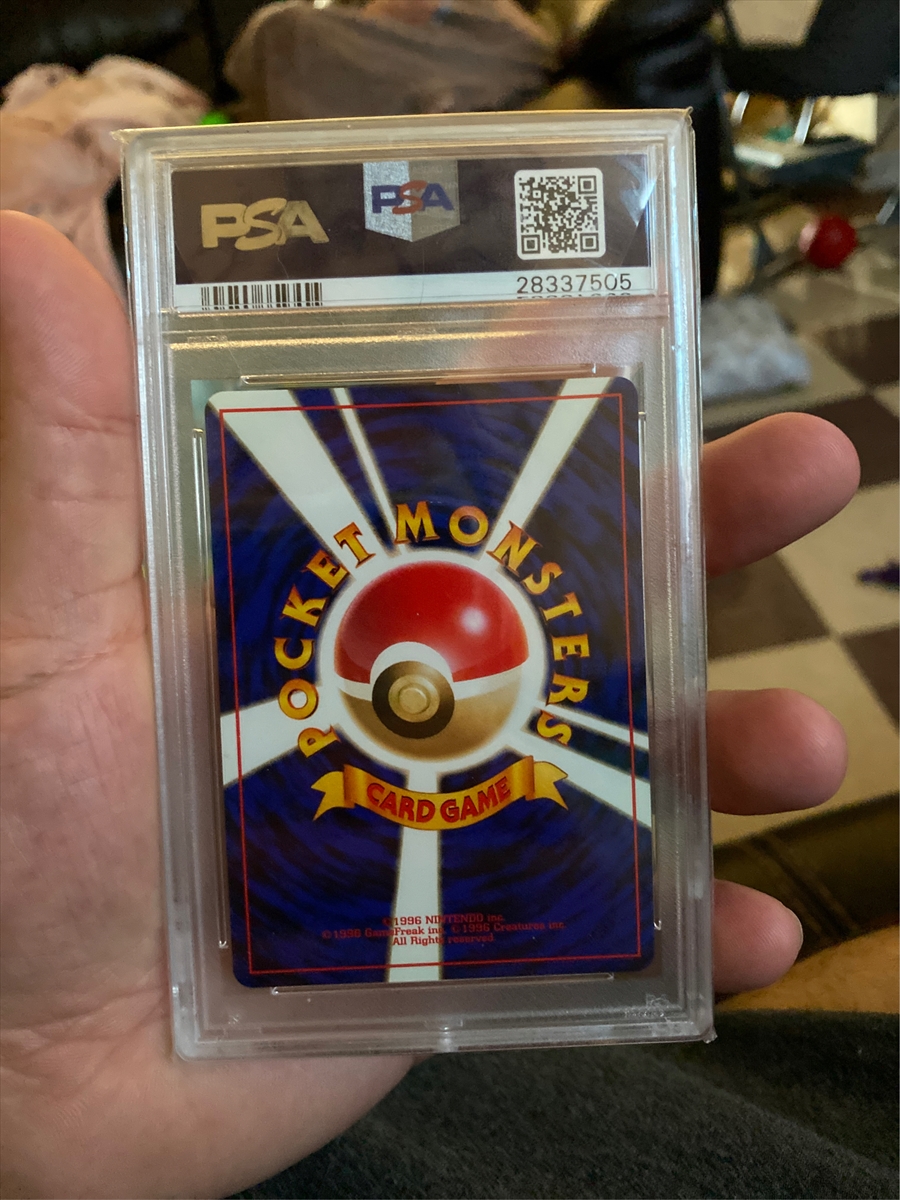 PSA
PSA
28337505
POCKET MONSTERS
CARD GAME
©1996 NINTENDO inc.
©1996 GameFreak inc. ©1996 Creatures inc.
All Rights reserved.